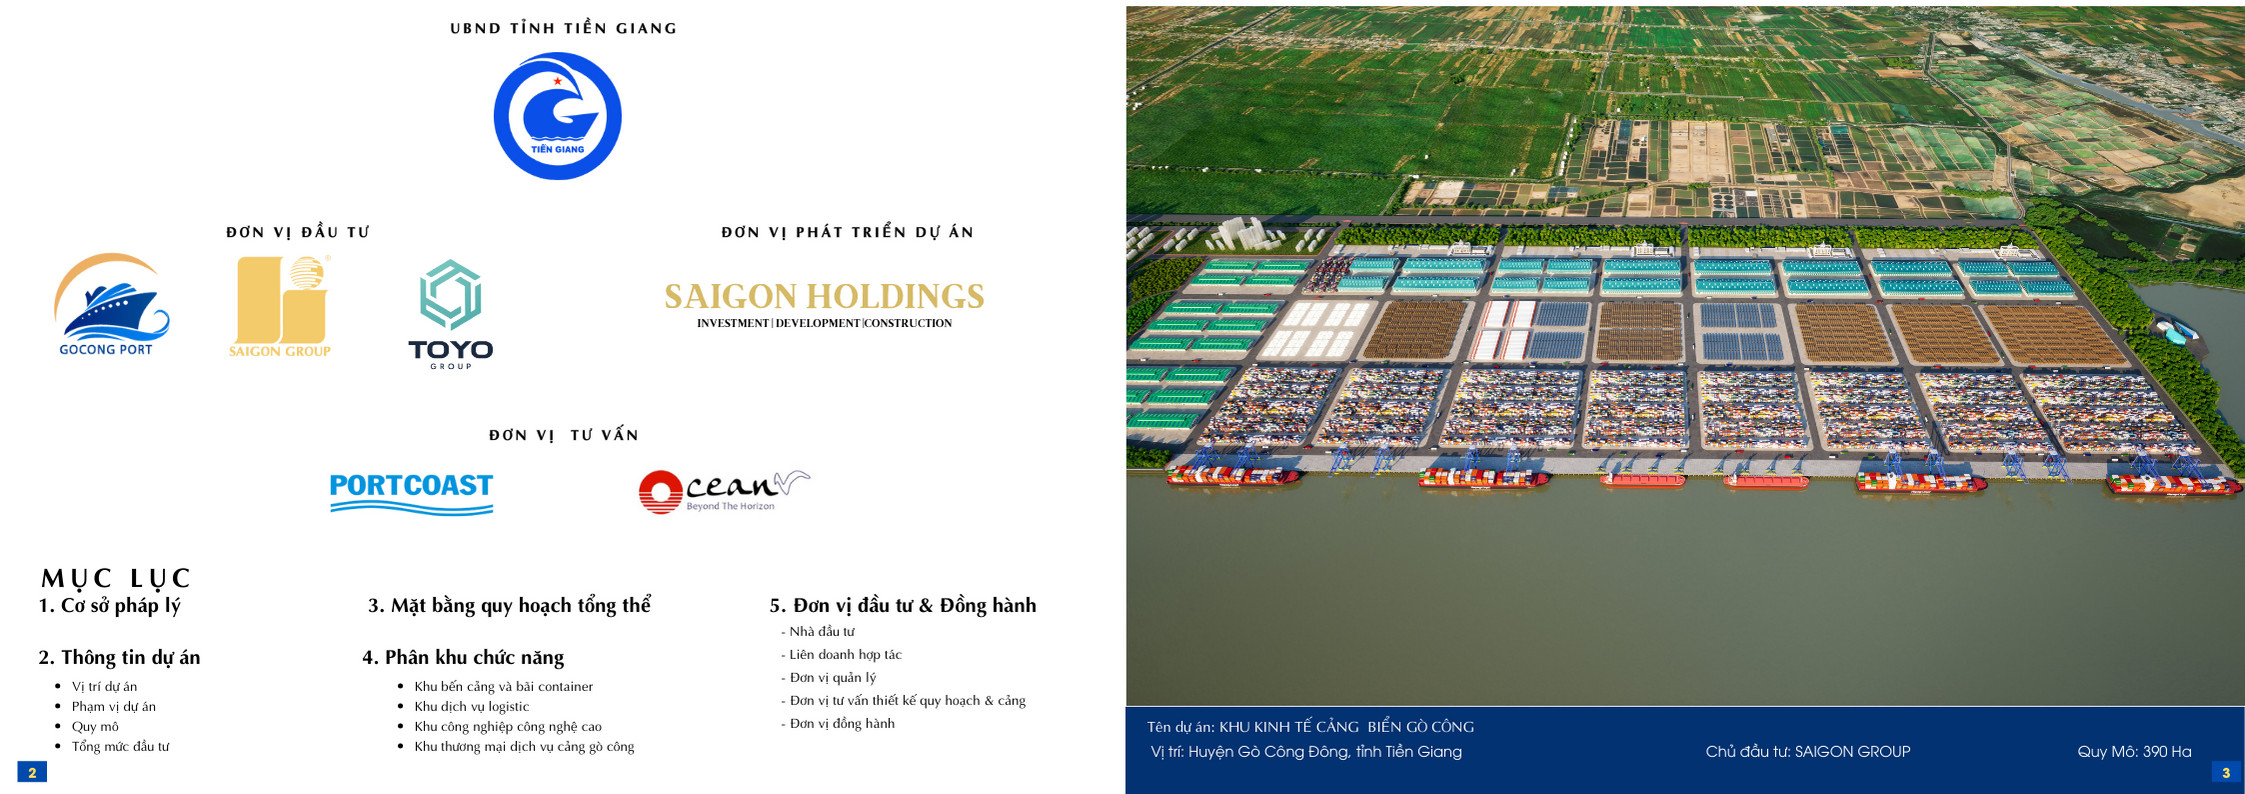 UBND TỈNH TIỀN GIANG
TIỀN GIANG
ĐƠN VỊ ĐẦU TƯ
ĐƠN VỊ PHÁT TRIỂN DỰ ÁN
GOCONG PORT
SAIGON GROUP
®
TOYO
GROUP
SAIGON HOLDINGS
INVESTMENT | DEVELOPMENT |CONSTRUCTION
ĐƠN VỊ TƯ VẤN
PORTCOAST
Ocean
Beyond The Horizon
MỤC LỤC
1. Cơ sở pháp lý
2. Thông tin dự án
• Vị trí dự án
• Phạm vị dự án
• Quy mô
• Tổng mức đầu tư
3. Mặt bằng quy hoạch tổng thể
4. Phân khu chức năng
• Khu bến cảng và bãi container
• Khu dịch vụ logistic
• Khu công nghiệp công nghệ cao
• Khu thương mại dịch vụ cảng gò công
5. Đơn vị đầu tư & Đồng hành
- Nhà đầu tư
- Liên doanh hợp tác
- Đơn vị quản lý
- Đơn vị tư vấn thiết kế quy hoạch & cảng
- Đơn vị đồng hành
2
Tên dự án: KHU KINH TẾ CẢNG BIỂN GÒ CÔNG
Vị trí: Huyện Gò Công Đông, tỉnh Tiền Giang
Chủ đầu tư: SAIGON GROUP
Quy Mô: 390 Ha
3